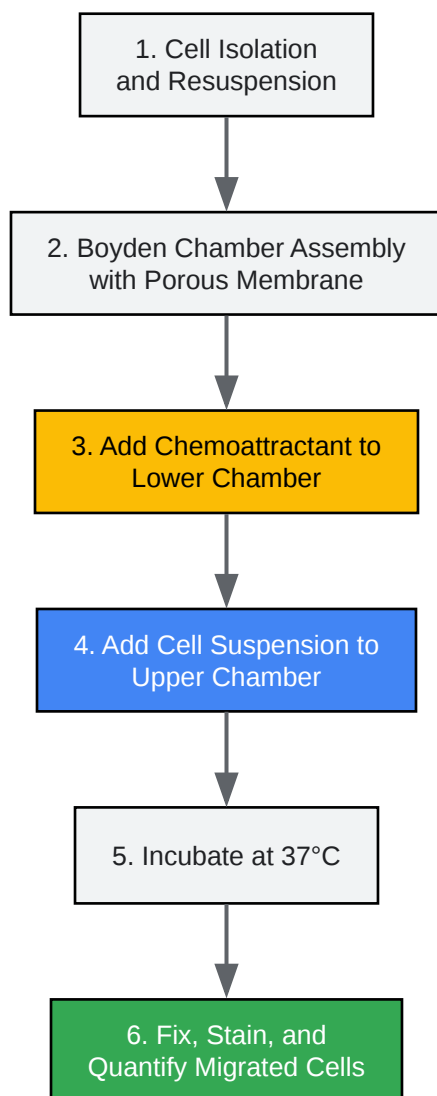 1. Cell Isolation
and Resuspension
2. Boyden Chamber Assembly
with Porous Membrane
3. Add Chemoattractant to
Lower Chamber
4. Add Cell Suspension to
Upper Chamber
5. Incubate at 37°C
6. Fix, Stain, and
Quantify Migrated Cells